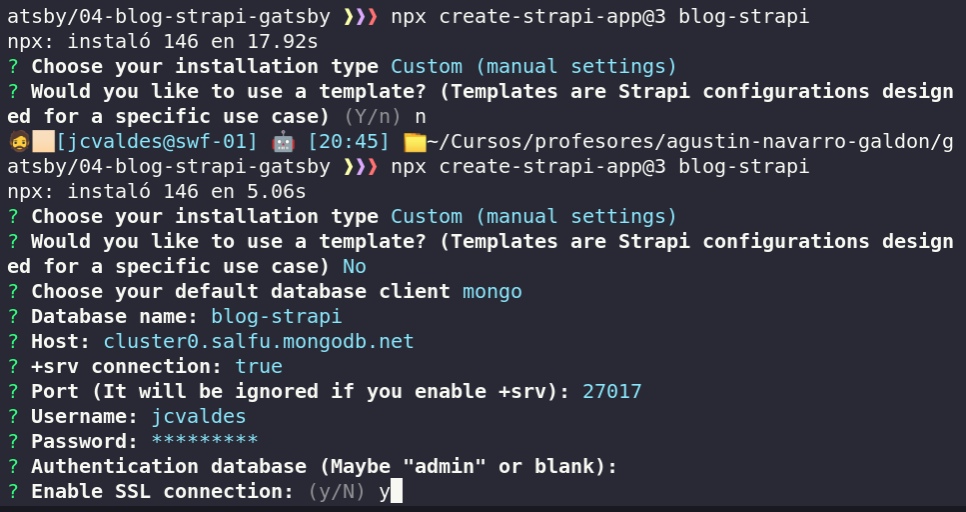 atsby/04-blog-strapi-gatsby ❯❯❯ npx create-strapi-app@3 blog-strapi
npx: instaló 146 en 17.92s
? Choose your installation type Custom (manual settings)
? Would you like to use a template? (Templates are Strapi configurations design
ed for a specific use case) (Y/n) n
🧔🏻[jcvaldes@swf-01] 🤖 [20:45] 📁~/Cursos/profesores/agustin-navarro-galdon/g
atsby/04-blog-strapi-gatsby ❯❯❯ npx create-strapi-app@3 blog-strapi
npx: instaló 146 en 5.06s
? Choose your installation type Custom (manual settings)
? Would you like to use a template? (Templates are Strapi configurations design
ed for a specific use case) No
? Choose your default database client mongo
? Database name: blog-strapi
? Host: cluster0.salfu.mongodb.net
? +srv connection: true
? Port (It will be ignored if you enable +srv): 27017
? Username: jcvaldes
? Password: *********
? Authentication database (Maybe "admin" or blank):
? Enable SSL connection: (y/N) y